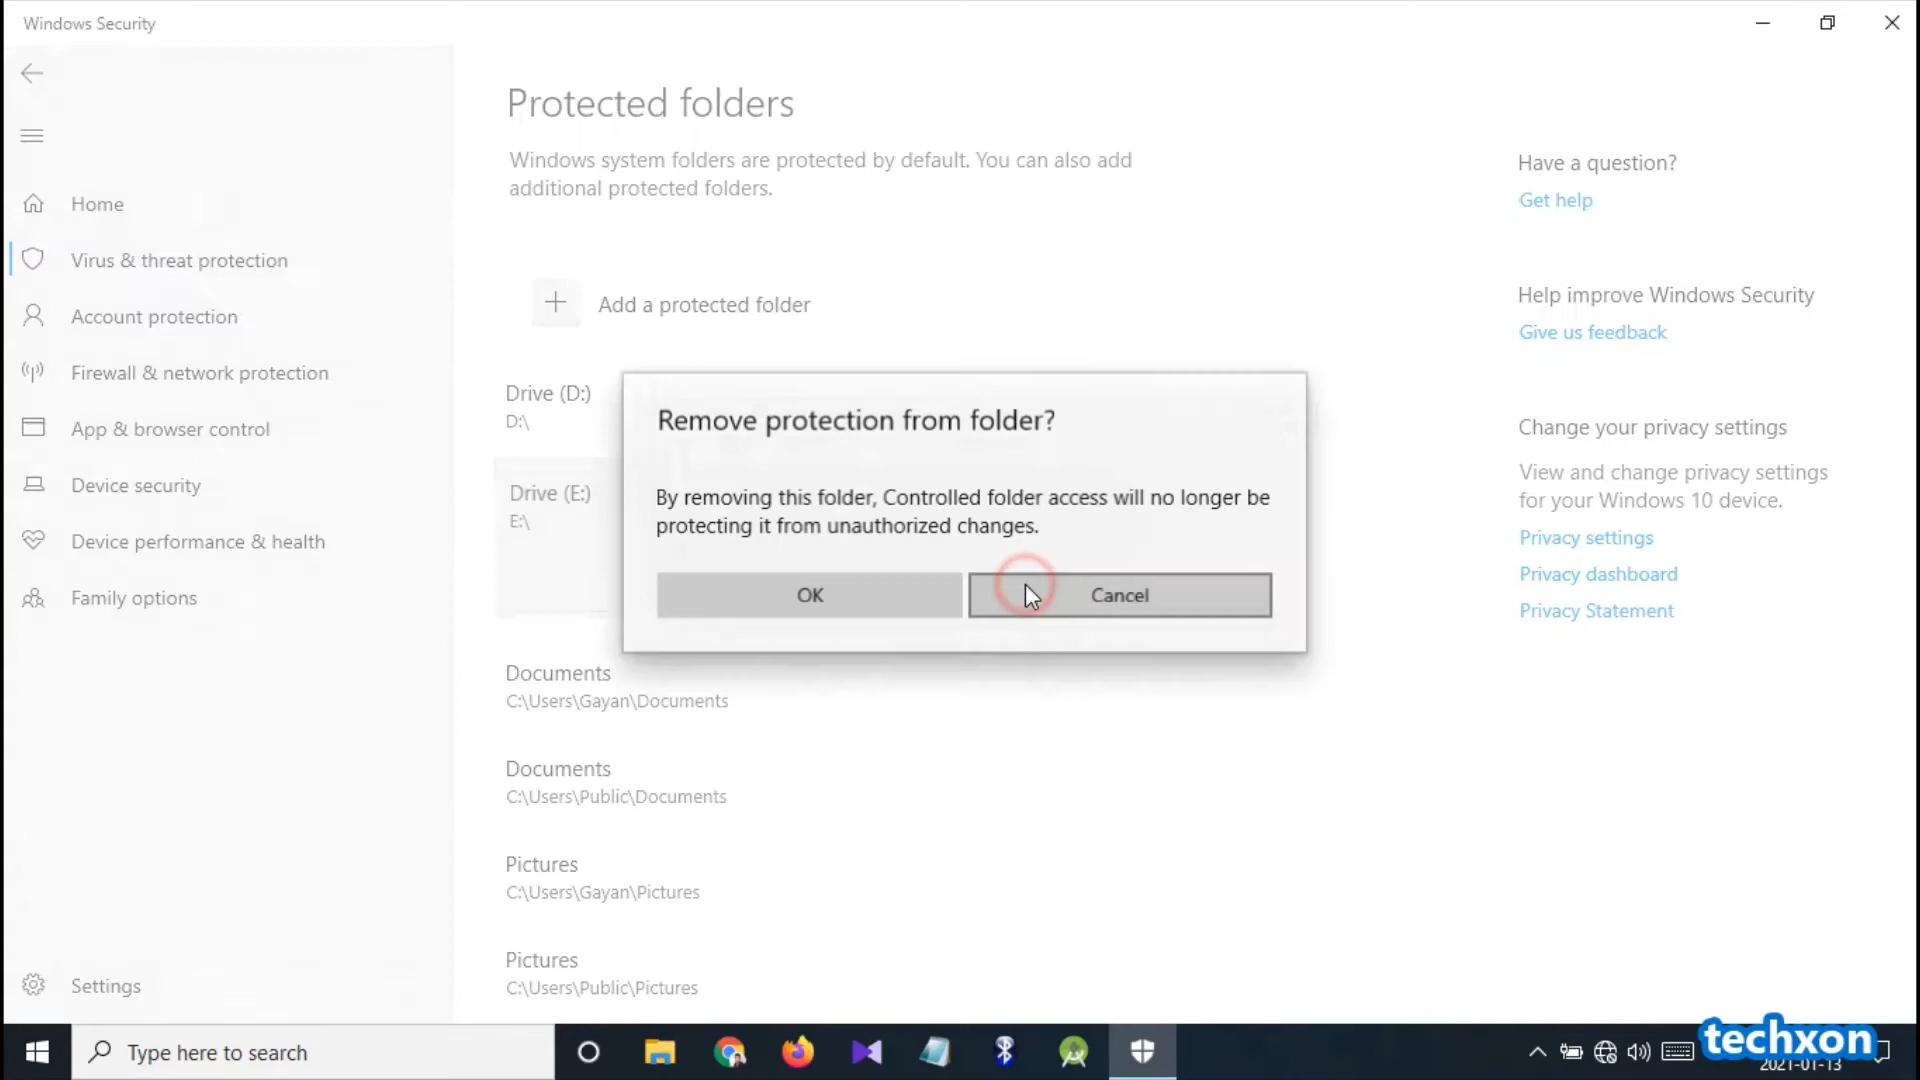 Windows Security
Protected folders
Windows system folders are protected by default. You can also add
additional protected folders.
Home
Virus & threat protection
Account protection
Firewall & network protection
App & browser control
Device security
Device performance & health
Family options
Settings
Add a protected folder
Drive (D:)
D:\
Drive (E:)
E:\
Remove protection from folder?
By removing this folder, Controlled folder access will no longer be
protecting it from unauthorized changes.
OK
Cancel
Documents
C:\Users\Gayan\Documents
Documents
C:\Users\Public\Documents
Pictures
C:\Users\Gayan\Pictures
Pictures
C:\Users\Public\Pictures
Have a question?
Get help
Help improve Windows Security
Give us feedback
Change your privacy settings
View and change privacy settings
for your Windows 10 device.
Privacy settings
Privacy dashboard
Privacy Statement
Type here to search
techxon
2021-01-13